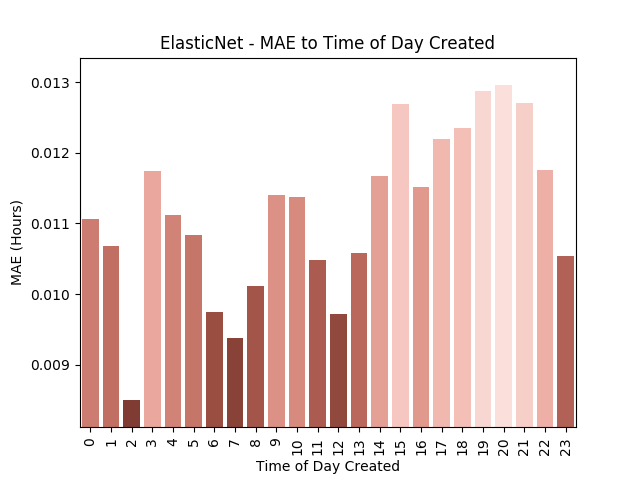 ElasticNet - MAE to Time of Day Created
MAE (Hours)
0.013
0.012
0.011
0.010
0.009
0 1 2 3 4 5 6 7 8 9 10 11 12 13 14 15 16 17 18 19 20 21 22 23
Time of Day Created